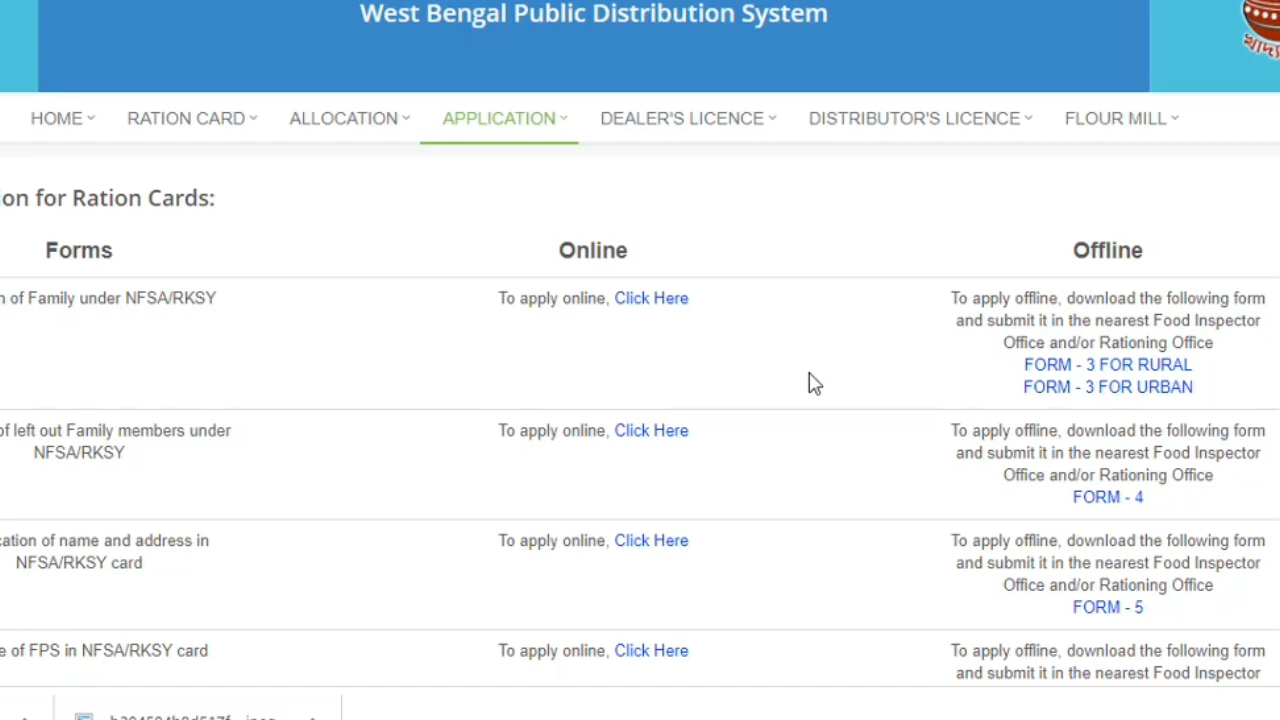 West Bengal Public Distribution System
খাদ্য
HOME RATION CARD ALLOCATION APPLICATION DEALER'S LICENCE DISTRIBUTOR'S LICENCE FLOUR MILL
on for Ration Cards:
Forms Online Offline
of Family under NFSA/RKSY To apply online, Click Here To apply offline, download the following form
and submit it in the nearest Food Inspector
Office and/or Rationing Office
FORM - 3 FOR RURAL
FORM - 3 FOR URBAN
of left out Family members under To apply online, Click Here To apply offline, download the following form
NFSA/RKSY and submit it in the nearest Food Inspector
Office and/or Rationing Office
FORM - 4
cation of name and address in To apply online, Click Here To apply offline, download the following form
NFSA/RKSY card and submit it in the nearest Food Inspector
Office and/or Rationing Office
FORM - 5
e of FPS in NFSA/RKSY card To apply online, Click Here To apply offline, download the following form
and submit it in the nearest Food Inspector